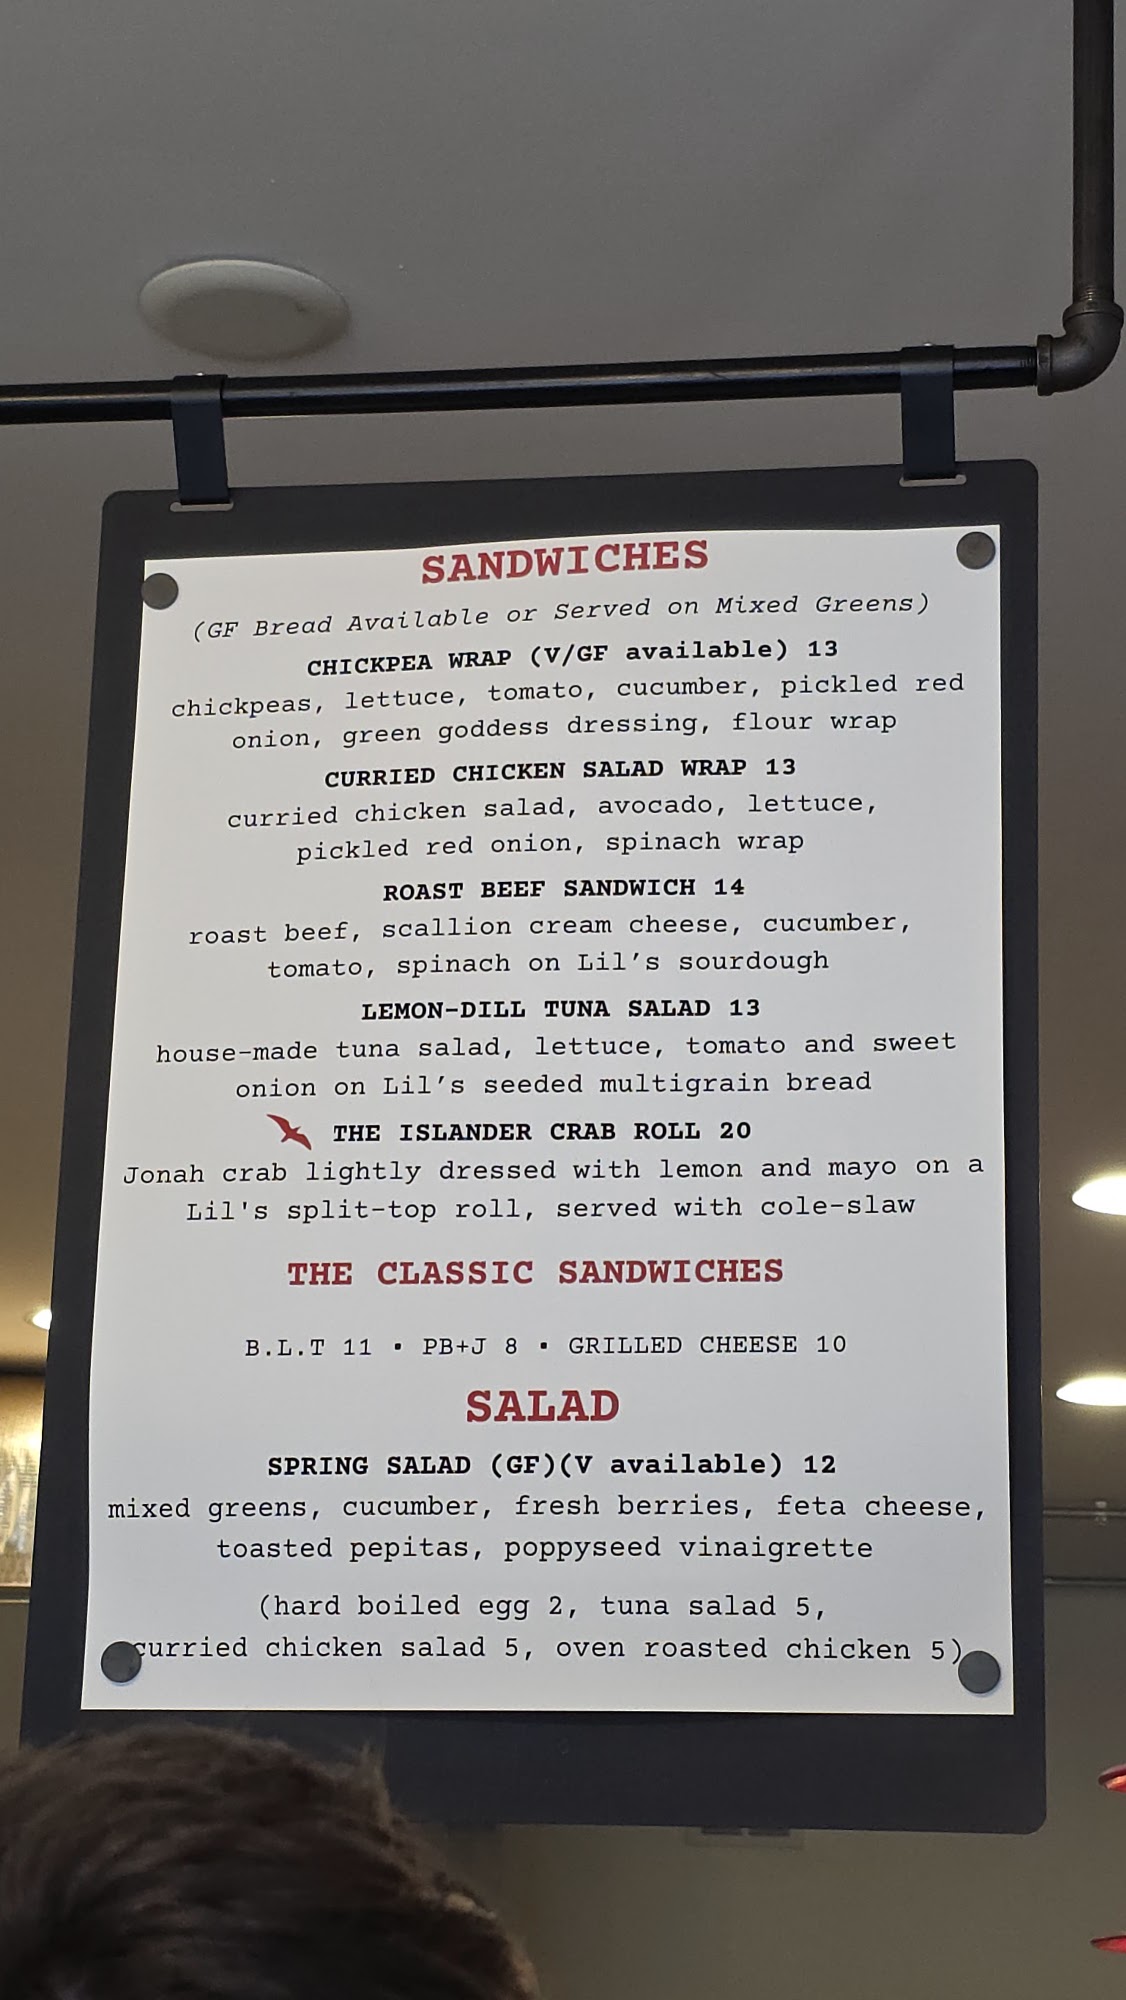 SANDWICHES
(GF Bread Available or Served on Mixed Greens)
CHICKPEA WRAP (V/GF available) 13
chickpeas, lettuce, tomato, cucumber, pickled red
onion, green goddess dressing, flour wrap
CURRIED CHICKEN SALAD WRAP 13
curried chicken salad, avocado, lettuce,
pickled red onion, spinach wrap
ROAST BEEF SANDWICH 14
roast beef, scallion cream cheese, cucumber,
tomato, spinach on Lil’s sourdough
LEMON-DILL TUNA SALAD 13
house-made tuna salad, lettuce, tomato and sweet
onion on Lil’s seeded multigrain bread
THE ISLANDER CRAB ROLL 20
Jonah crab lightly dressed with lemon and mayo on a
Lil's split-top roll, served with cole-slaw
THE CLASSIC SANDWICHES
B.L.T 11 ▪ PB+J 8 ▪ GRILLED CHEESE 10
SALAD
SPRING SALAD (GF)(V available) 12
mixed greens, cucumber, fresh berries, feta cheese,
toasted pepitas, poppyseed vinaigrette
(hard boiled egg 2, tuna salad 5,
curried chicken salad 5, oven roasted chicken 5)